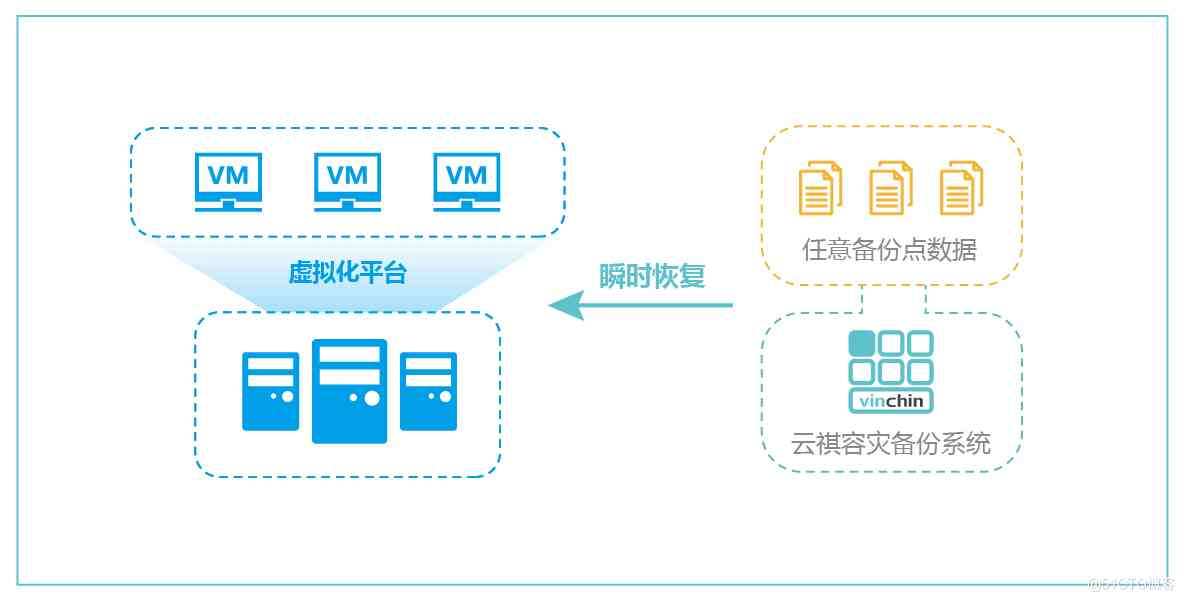 VM VM VM
虚拟化平台
瞬时恢复
任意备份点数据
vinchin
云祺容灾备份系统
@51CTO博客